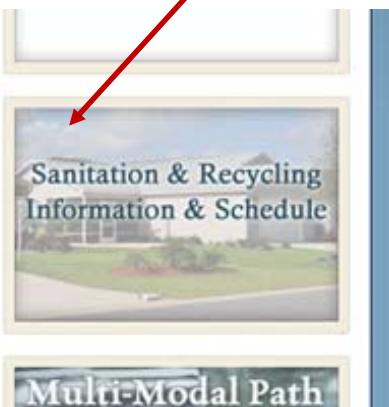 Sanitation & Recycling
Information & Schedule
Multi-Modal Path